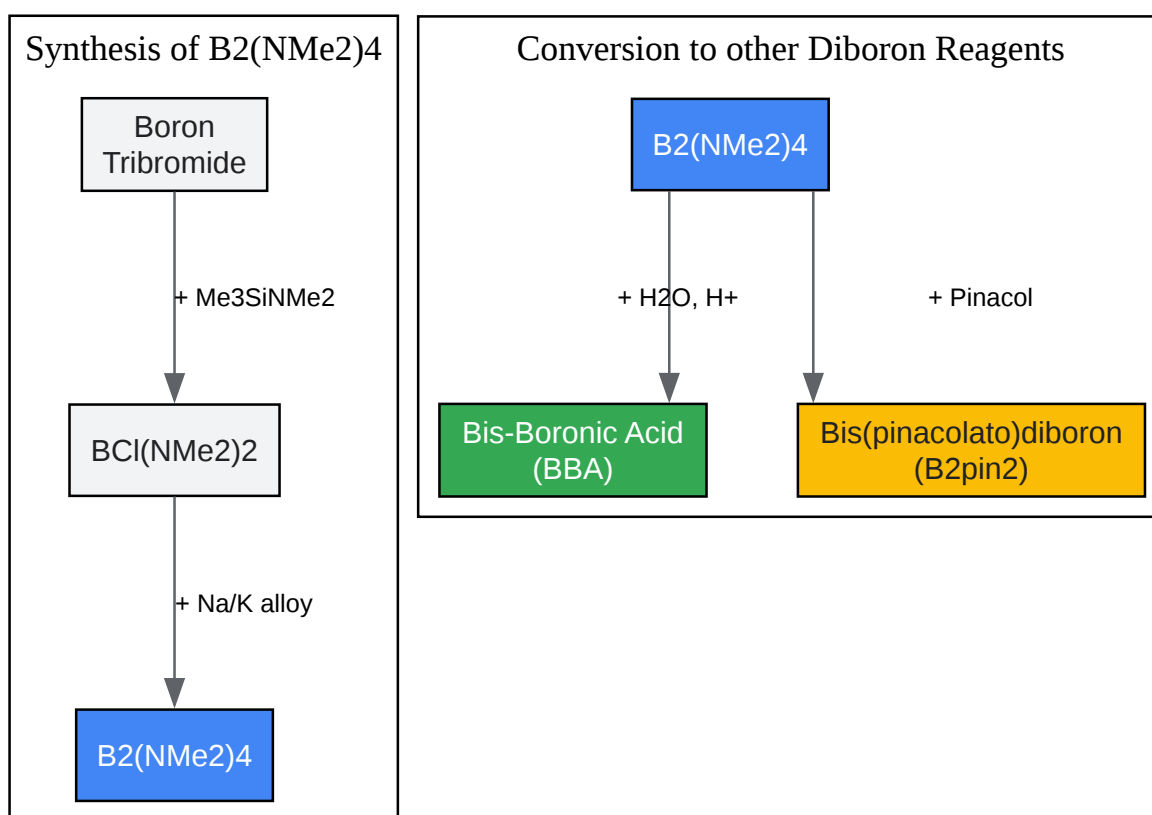 Synthesis of B2(NMe2)4
Boron
Tribromide
+ Me3SiNMe2
BCl(NMe2)2
+ Na/K alloy
B2(NMe2)4
Conversion to other Diboron Reagents
B2(NMe2)4
+ H2O, H+
+ Pinacol
Bis-Boronic Acid
(BBA)
Bis(pinacolato)diboron
(B2pin2)